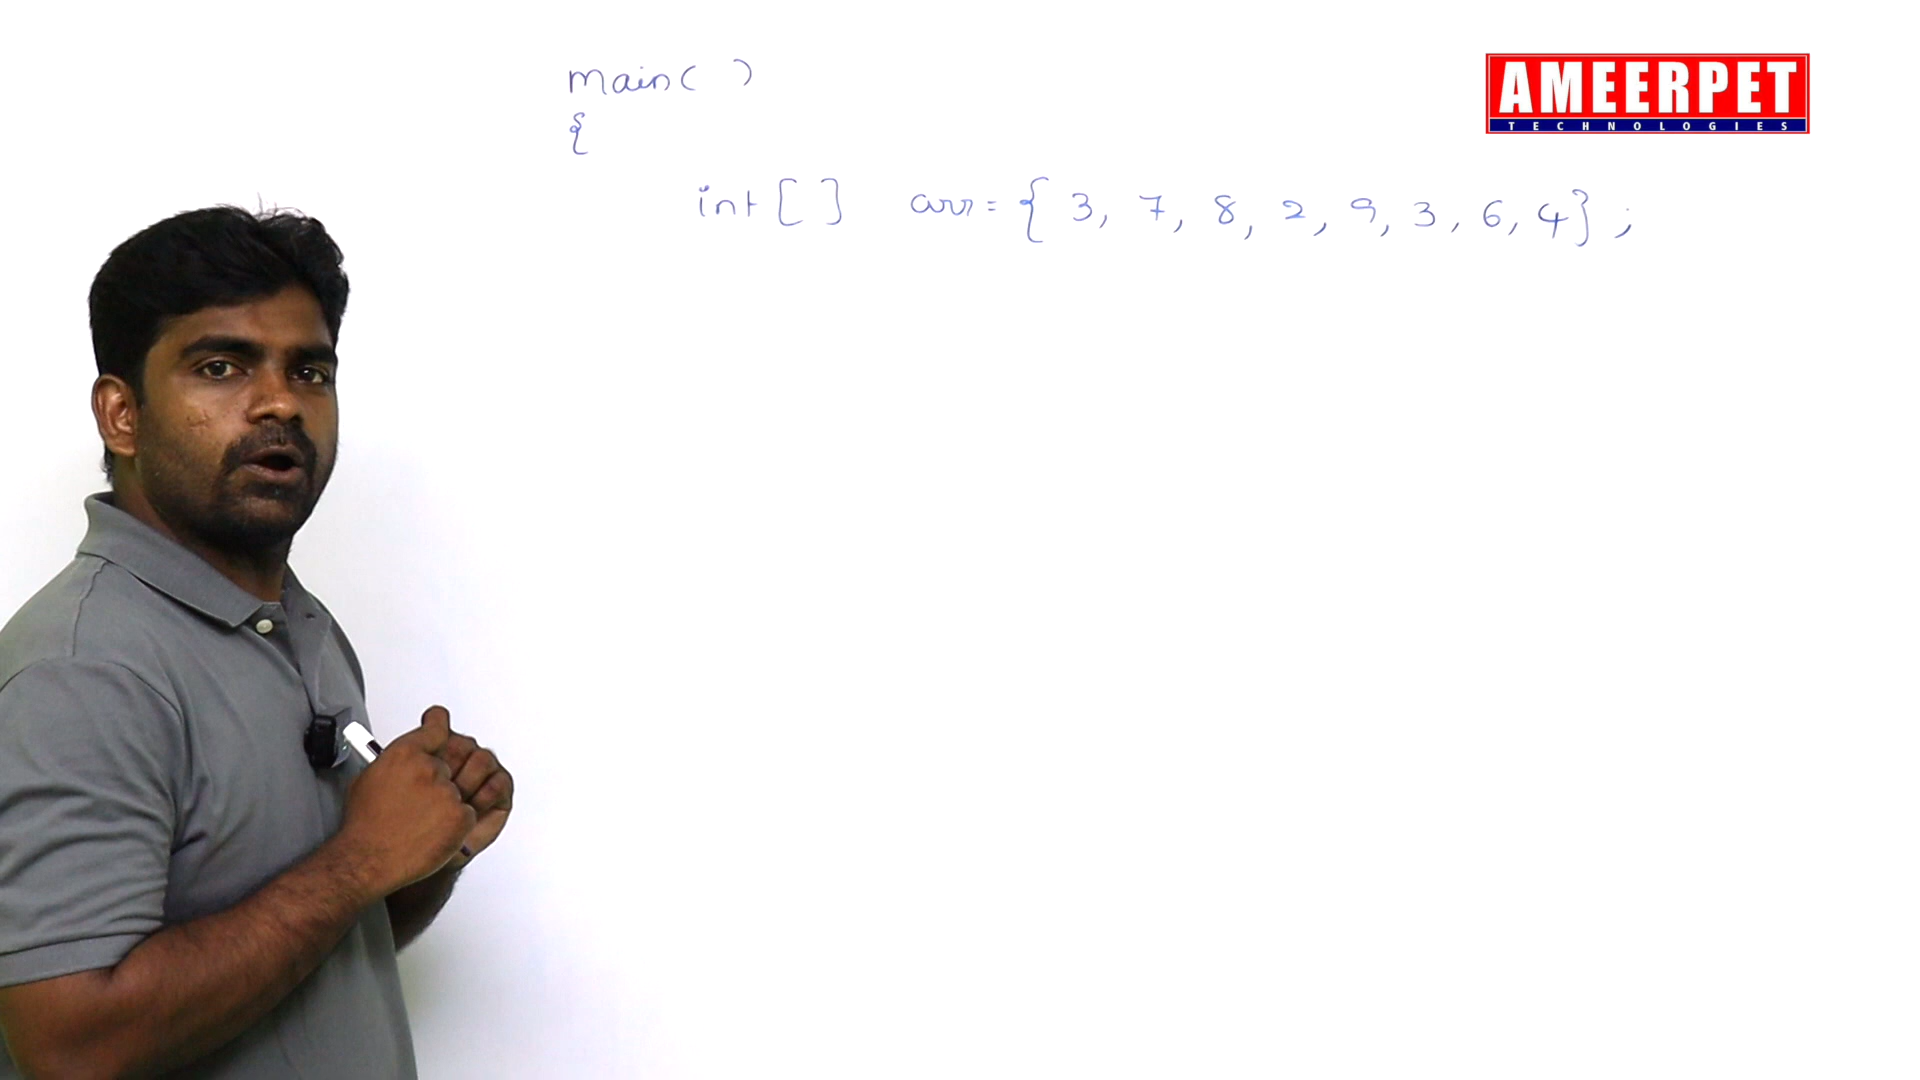 main( )
{
int[ ] arr = { 3, 7, 8, 2, 9, 3, 6, 4} ;
AMEERPET
TECHNOLOGIES